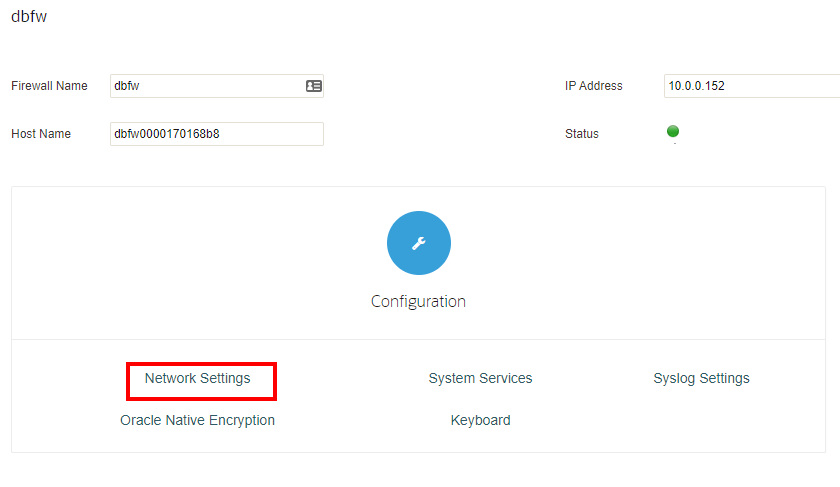 dbfw
Firewall Name dbfw IP Address 10.0.0.152
Host Name dbfw0000170168b8 Status
Configuration
Network Settings System Services Syslog Settings
Oracle Native Encryption Keyboard